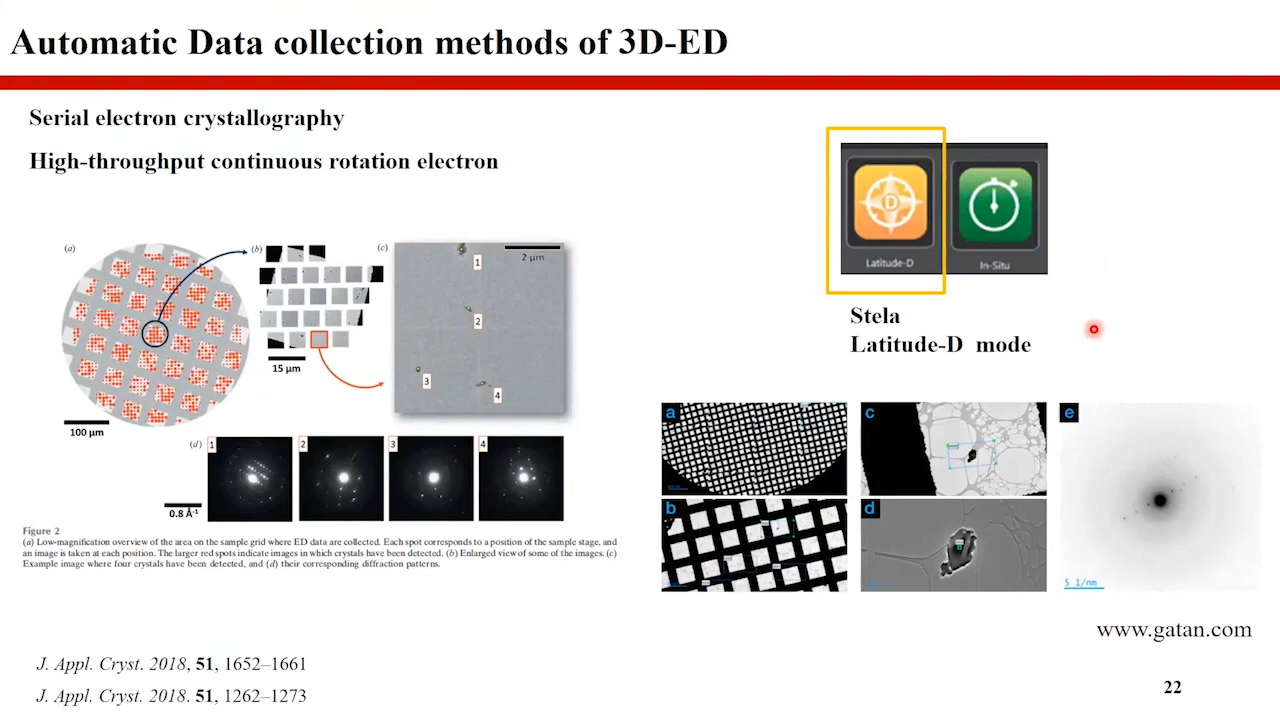 Automatic Data collection methods of 3D-ED
Serial electron crystallography
High-throughput continuous rotation electron
(a)
(b)
(c)
1
2 μm
2
3
4
15 μm
100 μm
(d)
1
2
3
4
0.8 Å-1
Figure 2
(a) Low-magnification overview of the area on the sample grid where ED data are collected. Each spot corresponds to a position of the sample stage, and
an image is taken at each position. The larger red spots indicate images in which crystals have been detected. (b) Enlarged view of some of the images. (c)
Example image where four crystals have been detected, and (d) their corresponding diffraction patterns.
D
Latitude-D
In-Situ
Stela
Latitude-D mode
a
c
e
b
d
5 1/nm
www.gatan.com
J. Appl. Cryst. 2018, 51, 1652–1661
J. Appl. Cryst. 2018. 51, 1262–1273
22